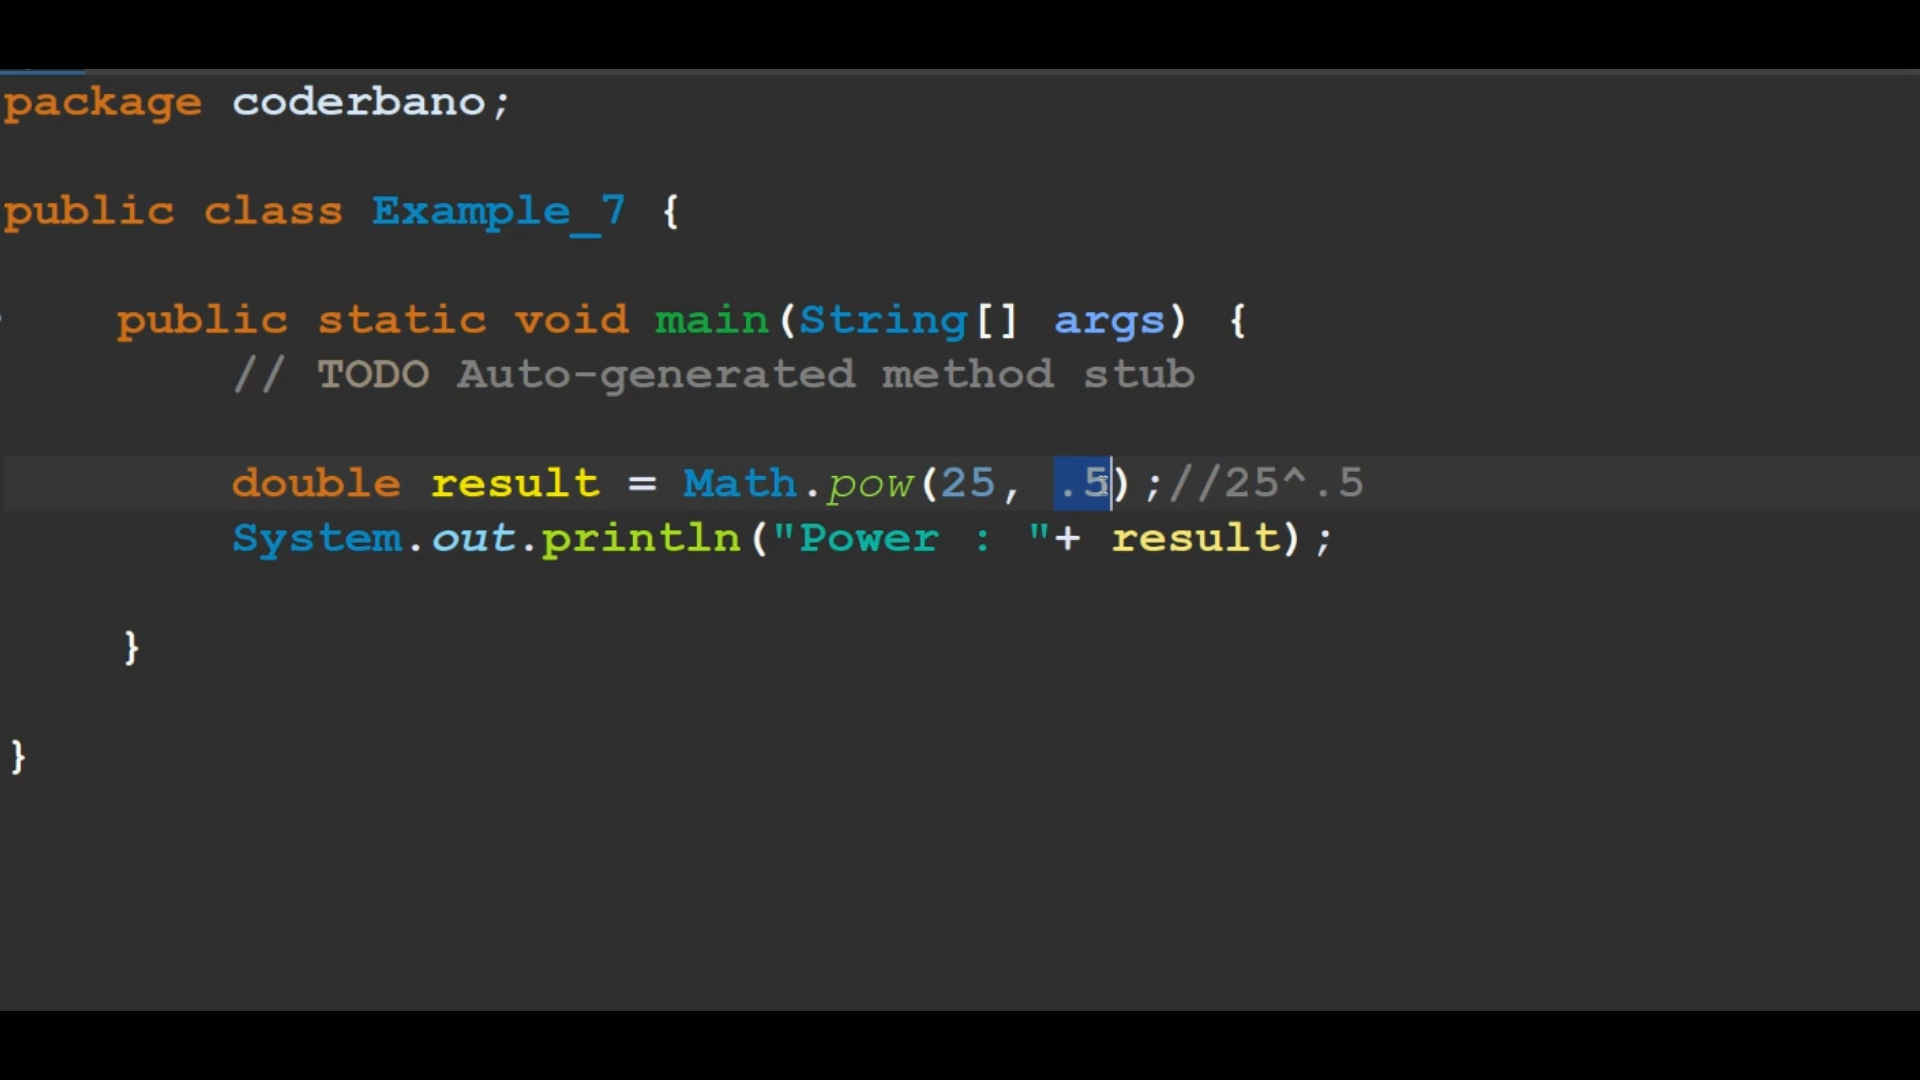 package coderbano;
public class Example_7 {
public static void main(String[] args) {
// TODO Auto-generated method stub
double result = Math.pow(25, .5);//25^.5
System.out.println("Power : "+ result);
}
}